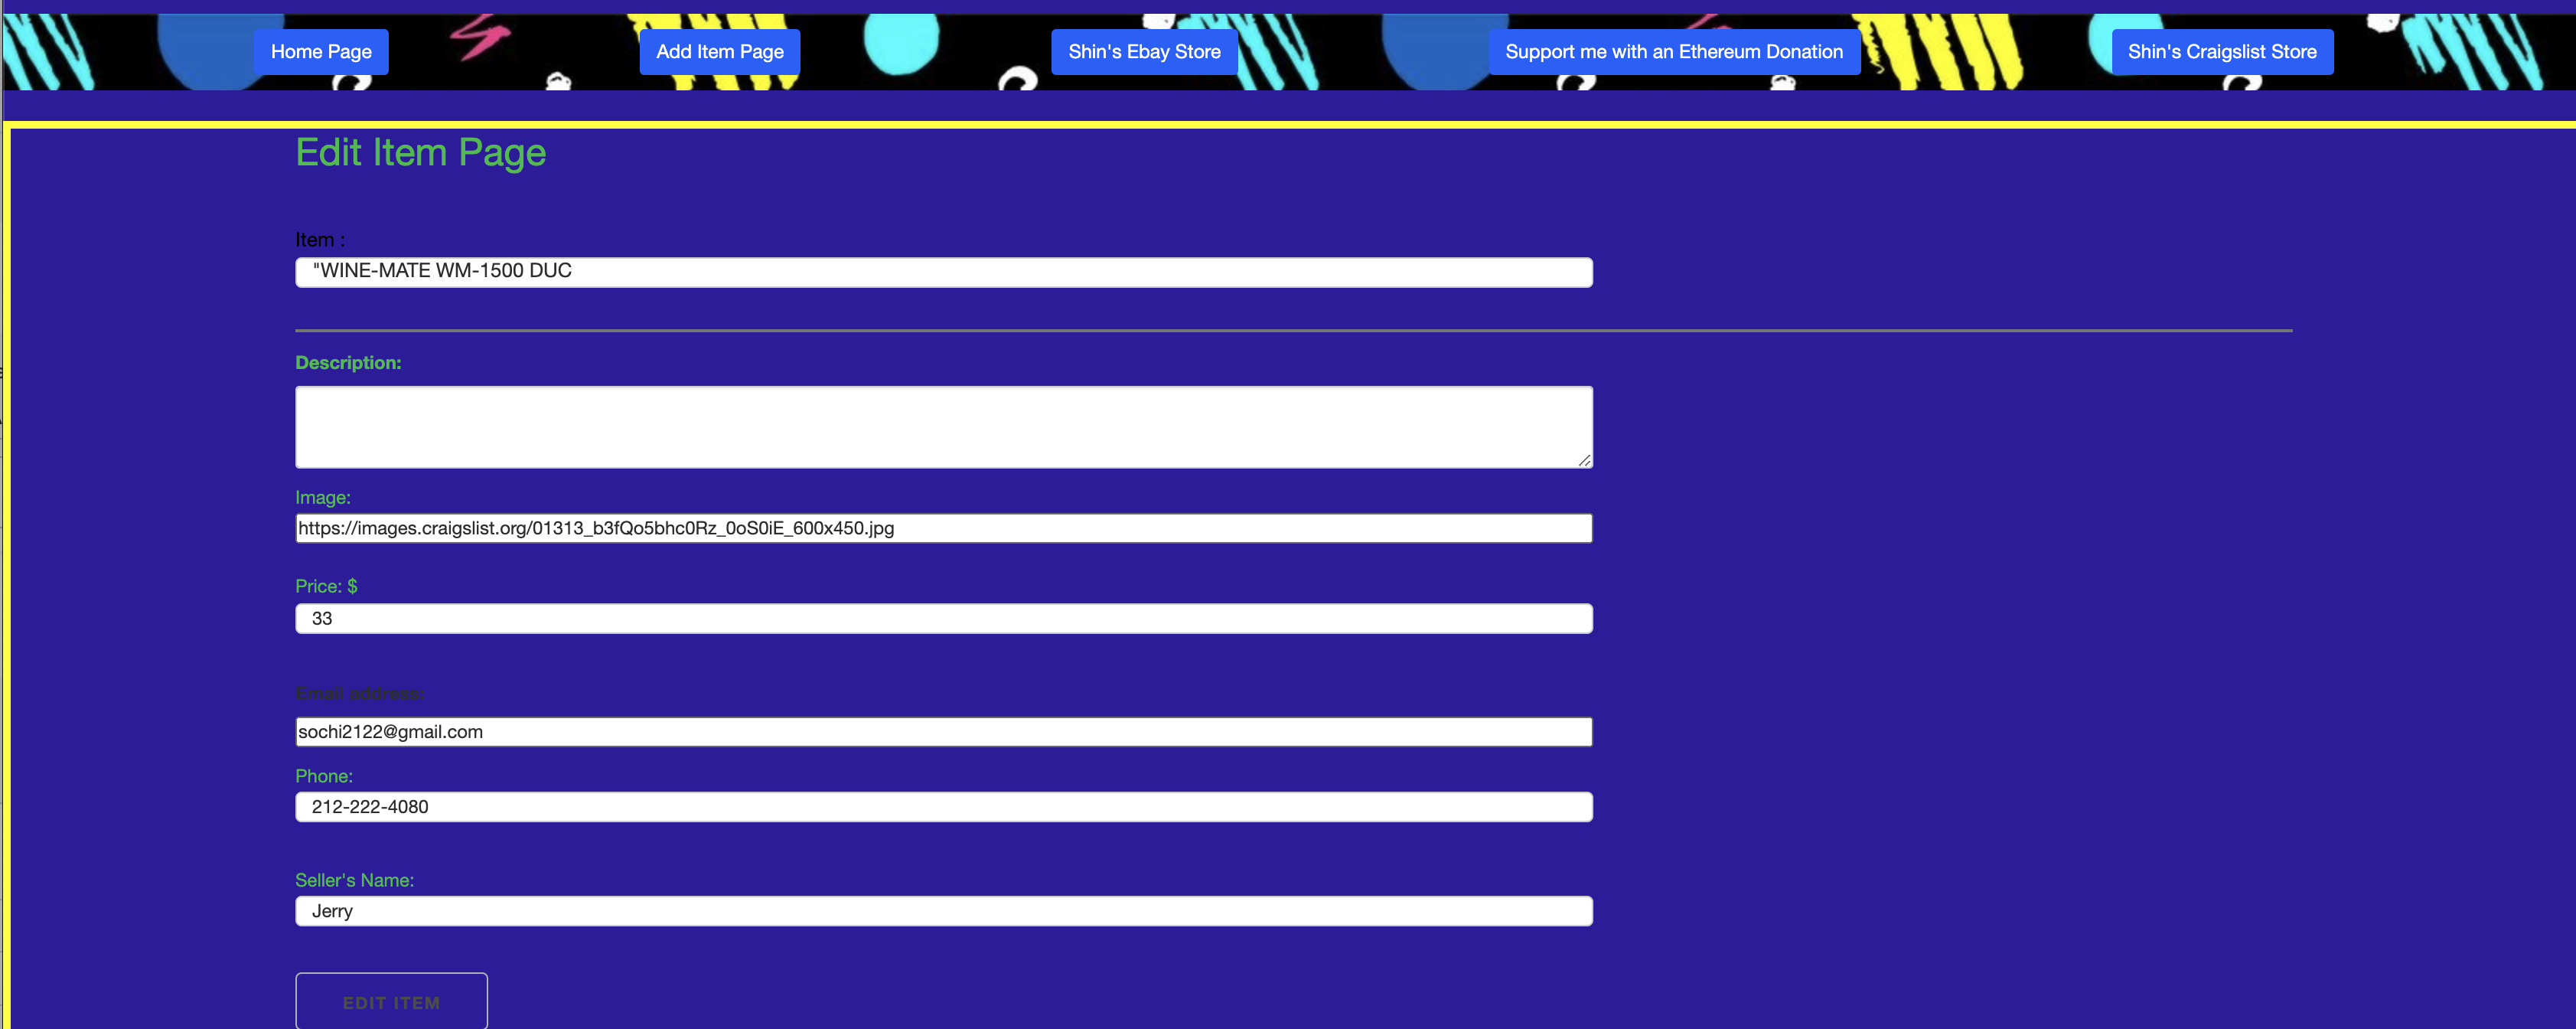 Home Page
Add Item Page
Shin's Ebay Store
Support me with an Ethereum Donation
Shin's Craigslist Store
Edit Item Page
Item :
"WINE-MATE WM-1500 DUC
Description:
Image:
https://images.craigslist.org/01313_b3fQo5bhc0Rz_0oS0iE_600x450.jpg
Price: $
33
Email address:
sochi2122@gmail.com
Phone:
212-222-4080
Seller's Name:
Jerry
EDIT ITEM